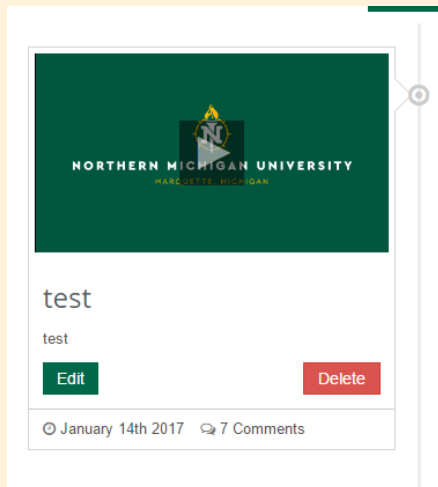 N
NORTHERN MICHIGAN UNIVERSITY
MARQUETTE, MICHIGAN
test
test
Edit Delete
January 14th 2017 7 Comments